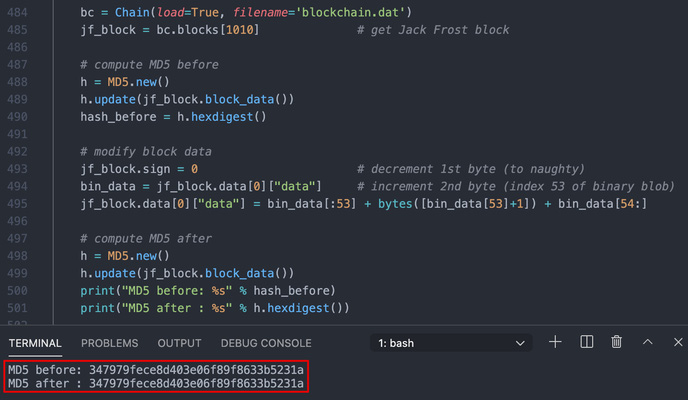 484 bc = Chain(load=True, filename='blockchain.dat')
485 jf_block = bc.blocks[1010] # get Jack Frost block
486
487 # compute MD5 before
488 h = MD5.new()
489 h.update(jf_block.block_data())
490 hash_before = h.hexdigest()
491
492 # modify block data
493 jf_block.sign = 0 # decrement 1st byte (to naughty)
494 bin_data = jf_block.data[0]["data"] # increment 2nd byte (index 53 of binary blob)
495 jf_block.data[0]["data"] = bin_data[:53] + bytes([bin_data[53]+1]) + bin_data[54:]
496
497 # compute MD5 after
498 h = MD5.new()
499 h.update(jf_block.block_data())
500 print("MD5 before: %s" % hash_before)
501 print("MD5 after : %s" % h.hexdigest())
TERMINAL PROBLEMS OUTPUT DEBUG CONSOLE 1: bash
MD5 before: 347979fece8d403e06f89f8633b5231a
MD5 after : 347979fece8d403e06f89f8633b5231a